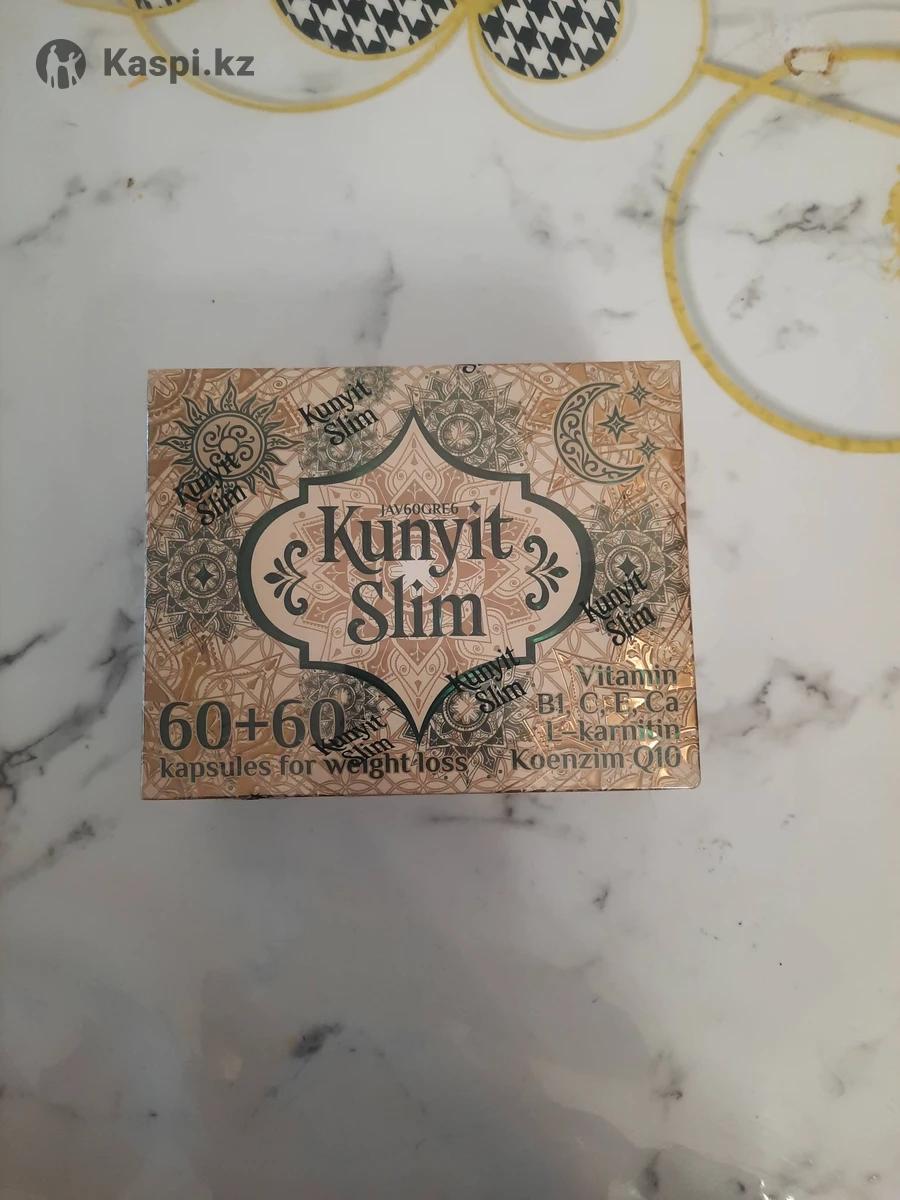 Kaspi.kz
Kunyit
Slim
Kunyit
Slim
JAV60GRE6
Kunyit
Slim
Kunyit
Slim
Kunyit
Slim
Vitamin
B1, C, E, Ca
L-karnitin
Koenzim Q10
60+60
kapsules for weight loss
Kunyit
Slim